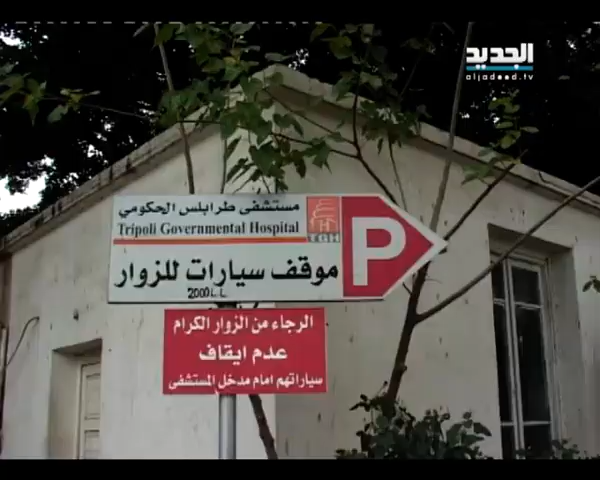 الجديد
aljadeed.tv
مستشفى طرابلس الحكومي
Tripoli Governmental Hospital
TGH
P
موقف سيارات للزوار
2000 ل.ل.
الرجاء من الزوار الكرام
عدم ايقاف
سياراتهم امام مدخل المستشفى